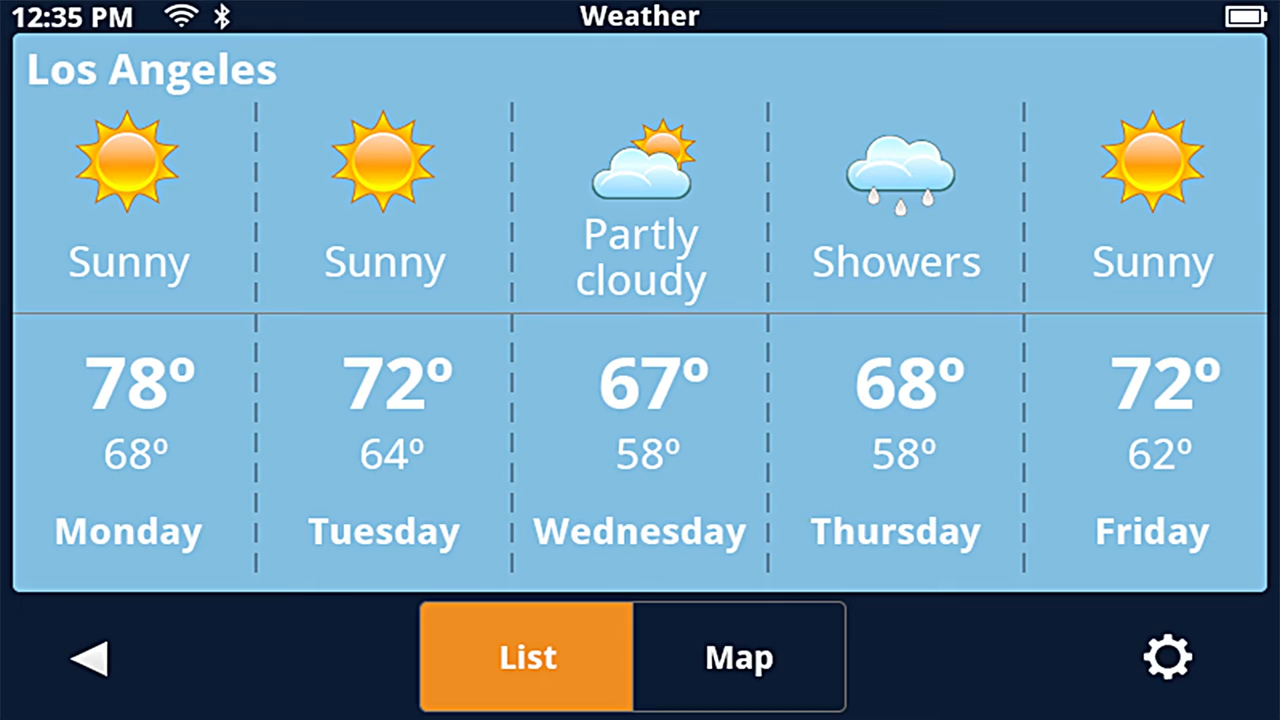 12:35 PM
Weather
Los Angeles
Sunny
Sunny
Partly
cloudy
Showers
Sunny
78º
72º
67º
68º
72º
68º
64º
58º
58º
62º
Monday
Tuesday
Wednesday
Thursday
Friday
List
Map